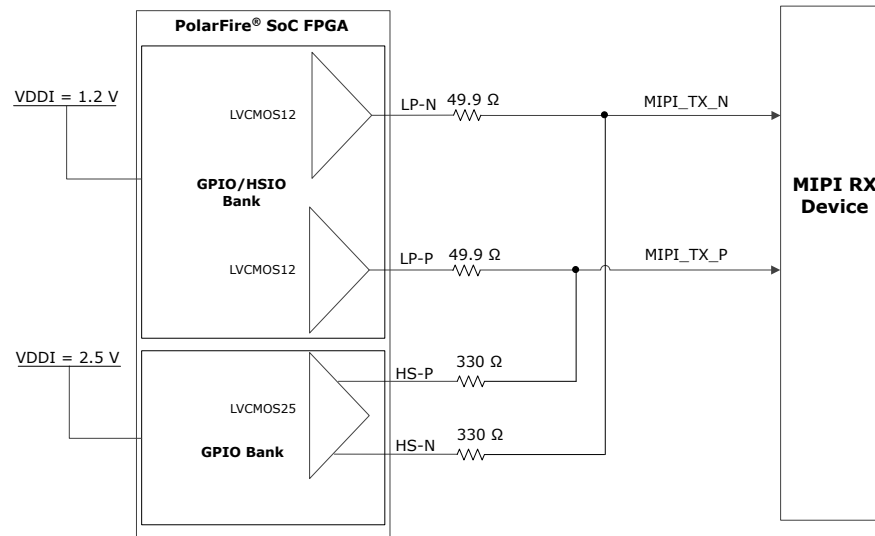 PolarFire® SoC FPGA
VDDI = 1.2 V
LVCMOS12
LP-N
49.9 Ω
MIPI_TX_N
GPIO/HSIO
Bank
MIPI RX
Device
LVCMOS12
LP-P
49.9 Ω
MIPI_TX_P
VDDI = 2.5 V
LVCMOS25
HS-P
330 Ω
GPIO Bank
HS-N
330 Ω